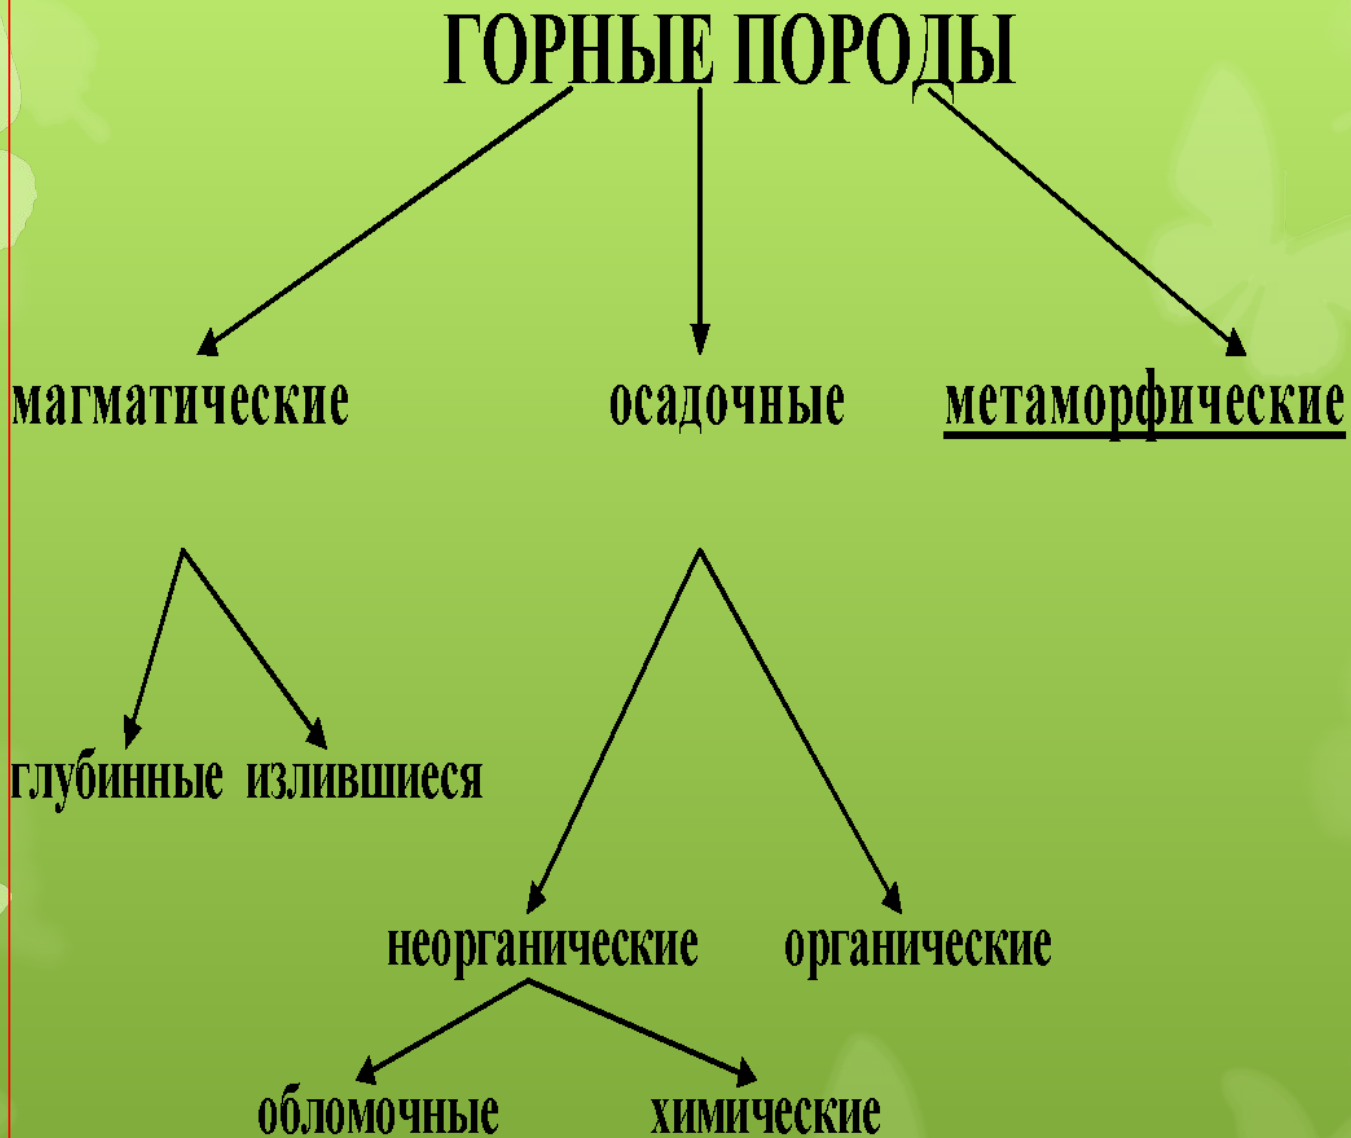 ГОРНЫЕ ПОРОДЫ
магматические осадочные метаморфические
глубинные излившиеся
неорганические органические
обломочные химические